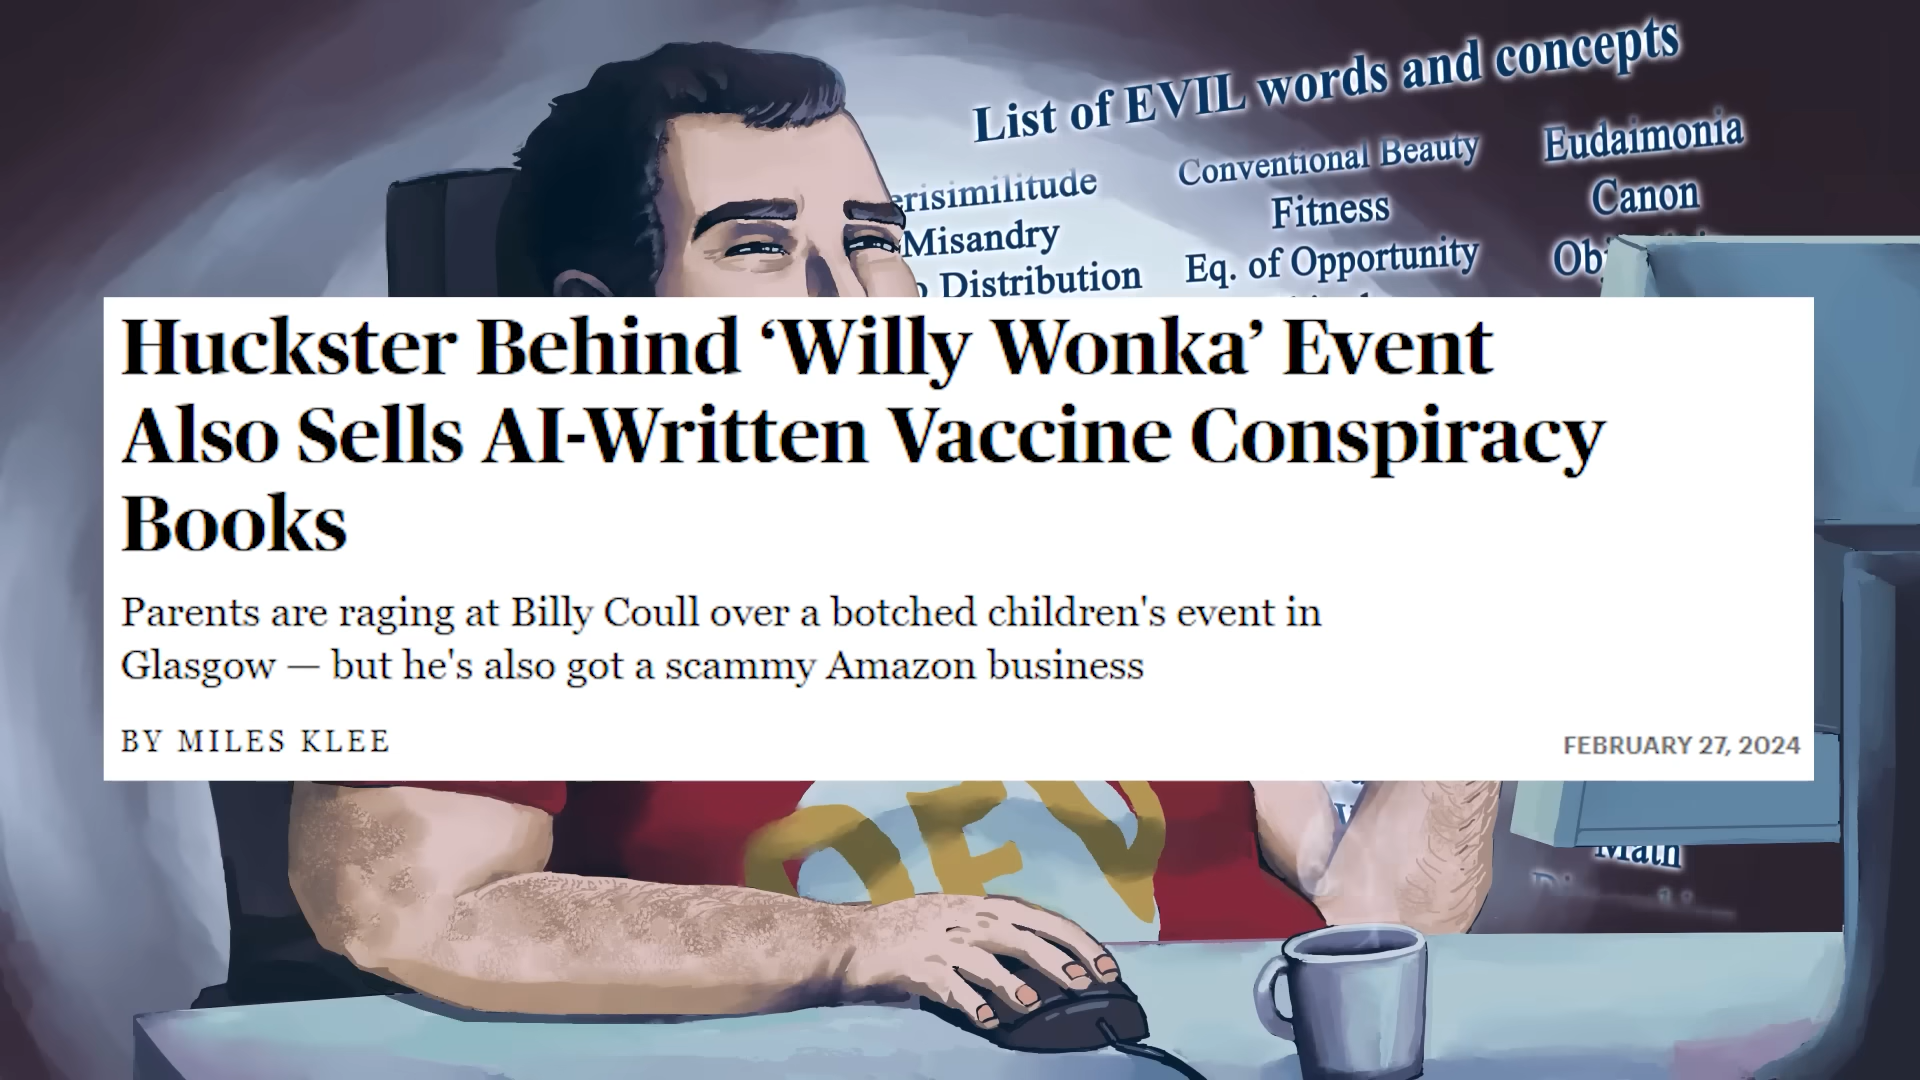 List of EVIL words and concepts
Conventional Beauty
Eudaimonia
Fitness
Canon
Misandry
Eq. of Opportunity
Distribution
Huckster Behind ‘Willy Wonka’ Event
Also Sells AI-Written Vaccine Conspiracy
Books
Parents are raging at Billy Coull over a botched children's event in
Glasgow — but he's also got a scammy Amazon business
BY MILES KLEE
FEBRUARY 27, 2024
DEV
Math